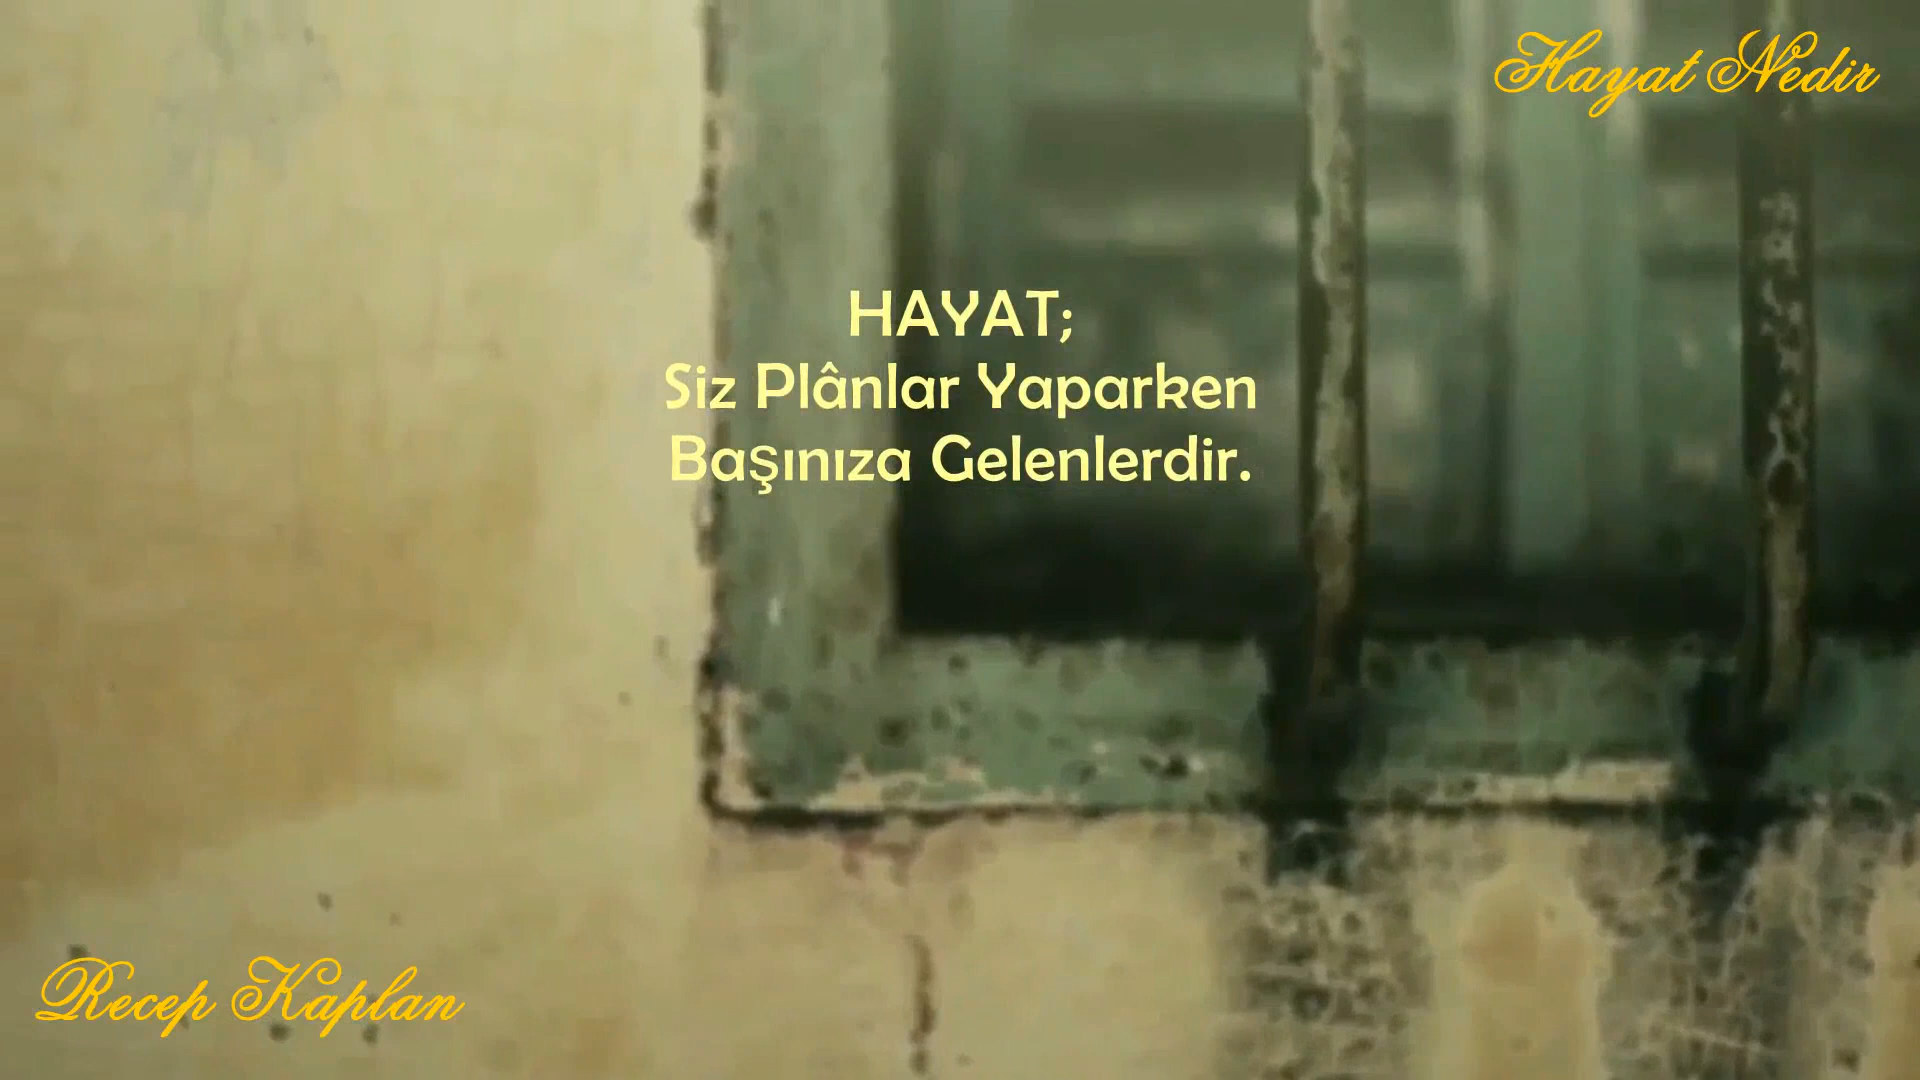 Hayat Nedir
HAYAT;
Siz Plânlar Yaparken
Başınıza Gelenlerdir.
Recep Kaplan